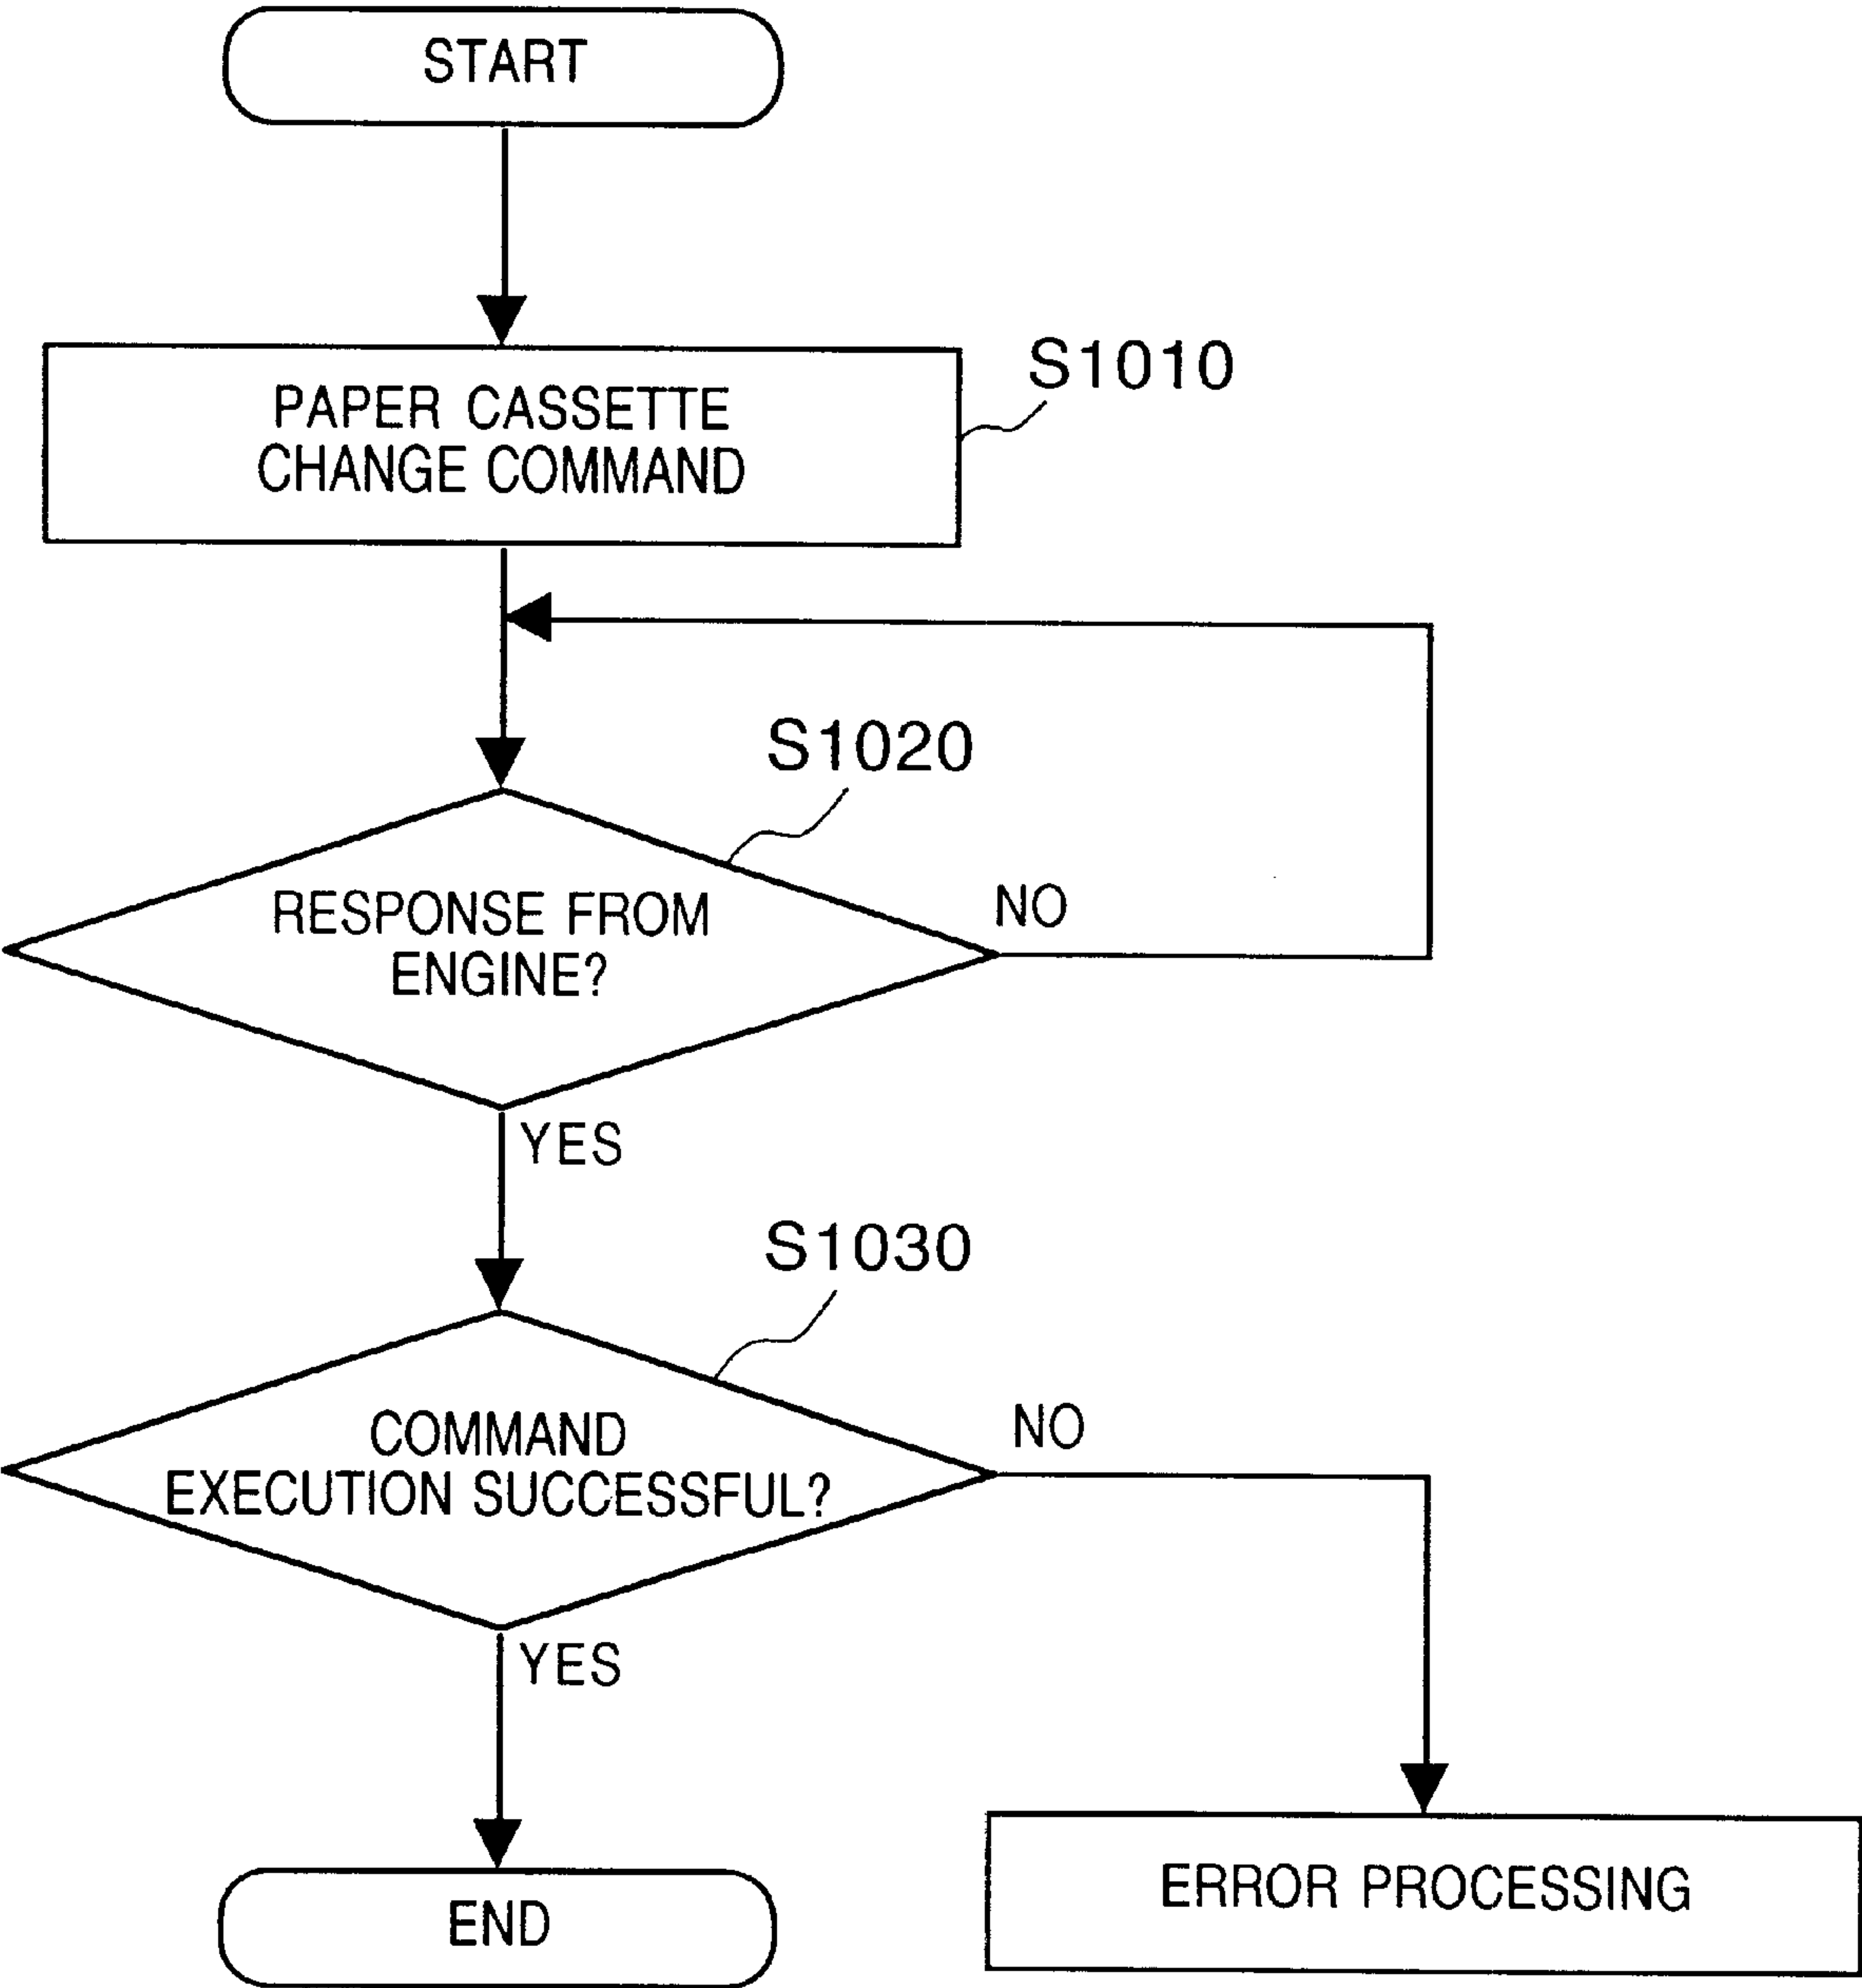 START
S1010
PAPER CASSETTE
CHANGE COMMAND
S1020
RESPONSE FROM
ENGINE?
NO
YES
S1030
COMMAND
EXECUTION SUCCESSFUL?
NO
YES
ERROR PROCESSING
END